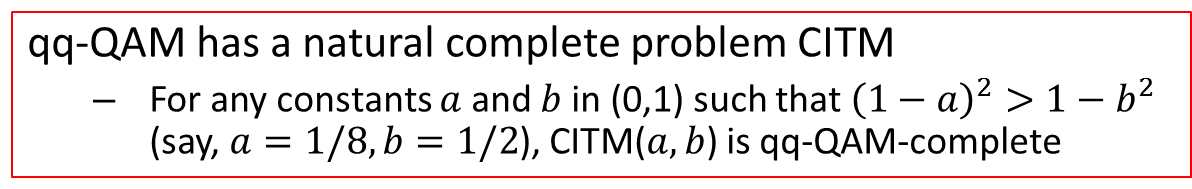 qq-QAM has a natural complete problem CITM
– For any constants 𝑎 and 𝑏 in (0,1) such that (1 − 𝑎)² > 1 − 𝑏²
(say, 𝑎 = 1/8, 𝑏 = 1/2), CITM(𝑎, 𝑏) is qq-QAM-complete